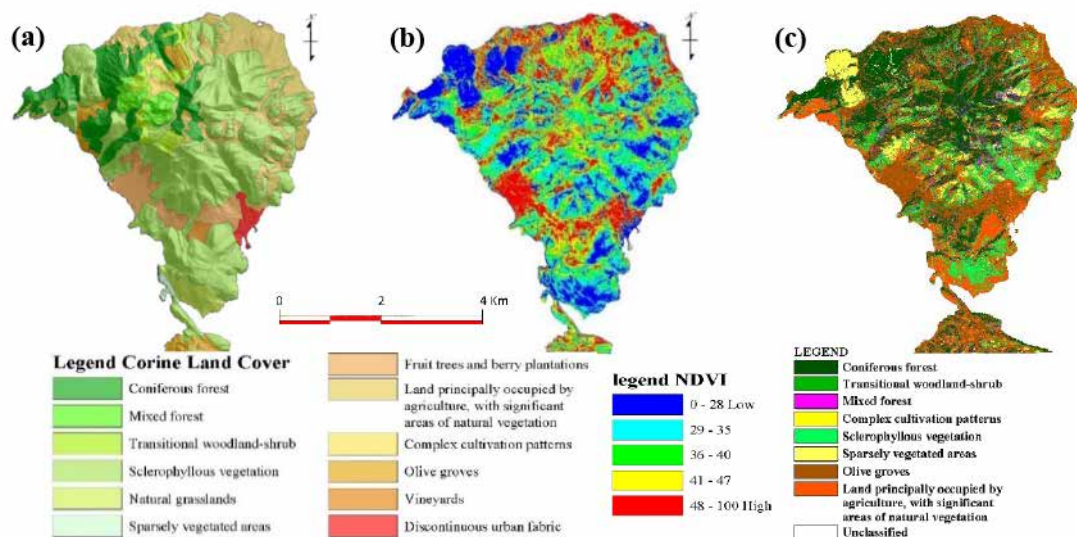 (a)
(b)
(c)
0 2 4 Km
Legend Corine Land Cover
Coniferous forest
Mixed forest
Transitional woodland-shrub
Sclerophyllous vegetation
Natural grasslands
Sparsely vegetated areas
Fruit trees and berry plantations
Land principally occupied by
agriculture, with significant
areas of natural vegetation
Complex cultivation patterns
Olive groves
Vineyards
Discontinuous urban fabric
legend NDVI
0 - 28 Low
29 - 35
36 - 40
41 - 47
48 - 100 High
LEGEND
Coniferous forest
Transitional woodland-shrub
Mixed forest
Complex cultivation patterns
Sclerophyllous vegetation
Sparsely vegetated areas
Olive groves
Land principally occupied by
agriculture, with significant
areas of natural vegetation
Unclassified